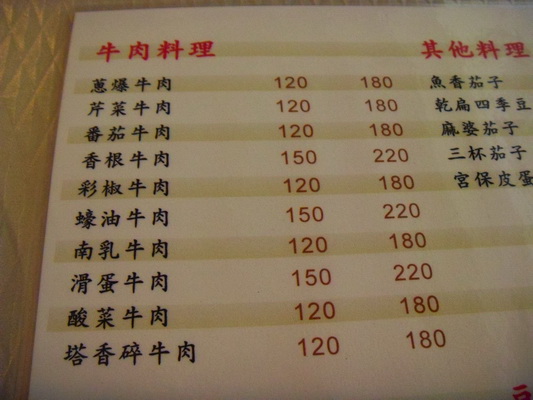 牛肉料理
蔥爆牛肉 120 180
芹菜牛肉 120 180
番茄牛肉 120 180
香根牛肉 150 220
彩椒牛肉 120 180
蠔油牛肉 150 220
南乳牛肉 120 180
滑蛋牛肉 150 220
酸菜牛肉 120 180
塔香碎牛肉 120 180
其他料理
魚香茄子
乾扁四季豆
麻婆茄子
三杯茄子
宮保皮蛋